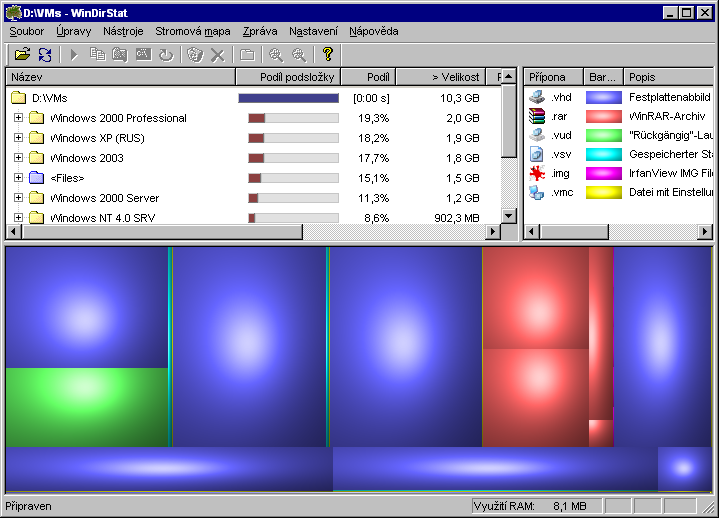 D:\VMs - WinDirStat
Soubor Úpravy Nástroje Stromová mapa Zpráva Nastavení Nápověda
Název Podíl podsložky Podíl > Velikost
D:\VMs [0:00 s] 10,3 GB
Windows 2000 Professional 19,3% 2,0 GB
Windows XP (RUS) 18,2% 1,9 GB
Windows 2003 17,7% 1,8 GB
<Files> 15,1% 1,5 GB
Windows 2000 Server 11,3% 1,2 GB
Windows NT 4.0 SRV 8,6% 902,3 MB
Přípona Bar... Popis
.vhd Festplattenabbild
.rar WinRAR-Archiv
.vud "Rückgängig"-Lau
.vsv Gespeicherter Sta
.img IrfanView IMG File
.vmc Datei mit Einstellu
Připraven
Využití RAM: 8,1 MB